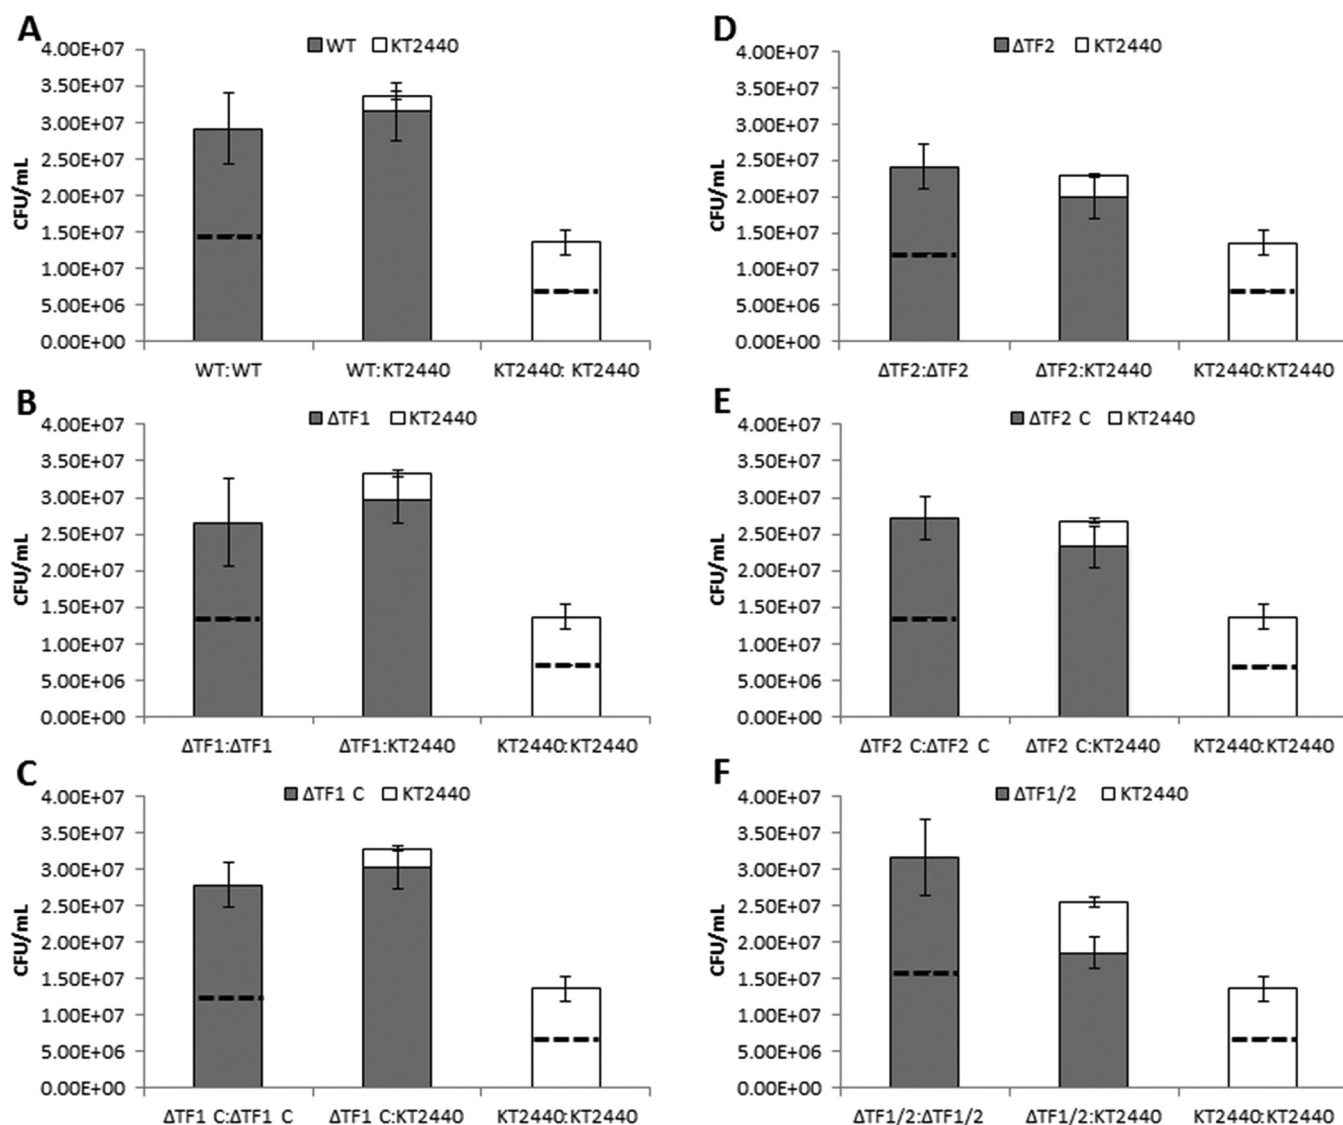 A
WT KT2440
4.00E+07
3.50E+07
3.00E+07
2.50E+07
2.00E+07
1.50E+07
1.00E+07
5.00E+06
0.00E+00
CFU/mL
WT:WT WT:KT2440 KT2440: KT2440
B
ΔTF1 KT2440
4.00E+07
3.50E+07
3.00E+07
2.50E+07
2.00E+07
1.50E+07
1.00E+07
5.00E+06
0.00E+00
CFU/mL
ΔTF1:ΔTF1 ΔTF1:KT2440 KT2440:KT2440
C
ΔTF1 C KT2440
4.00E+07
3.50E+07
3.00E+07
2.50E+07
2.00E+07
1.50E+07
1.00E+07
5.00E+06
0.00E+00
CFU/mL
ΔTF1 C:ΔTF1 C ΔTF1 C:KT2440 KT2440:KT2440
D
ΔTF2 KT2440
4.00E+07
3.50E+07
3.00E+07
2.50E+07
2.00E+07
1.50E+07
1.00E+07
5.00E+06
0.00E+00
CFU/mL
ΔTF2:ΔTF2 ΔTF2:KT2440 KT2440:KT2440
E
ΔTF2 C KT2440
4.00E+07
3.50E+07
3.00E+07
2.50E+07
2.00E+07
1.50E+07
1.00E+07
5.00E+06
0.00E+00
CFU/mL
ΔTF2 C:ΔTF2 C ΔTF2 C:KT2440 KT2440:KT2440
F
ΔTF1/2 KT2440
4.00E+07
3.50E+07
3.00E+07
2.50E+07
2.00E+07
1.50E+07
1.00E+07
5.00E+06
0.00E+00
CFU/mL
ΔTF1/2:ΔTF1/2 ΔTF1/2:KT2440 KT2440:KT2440